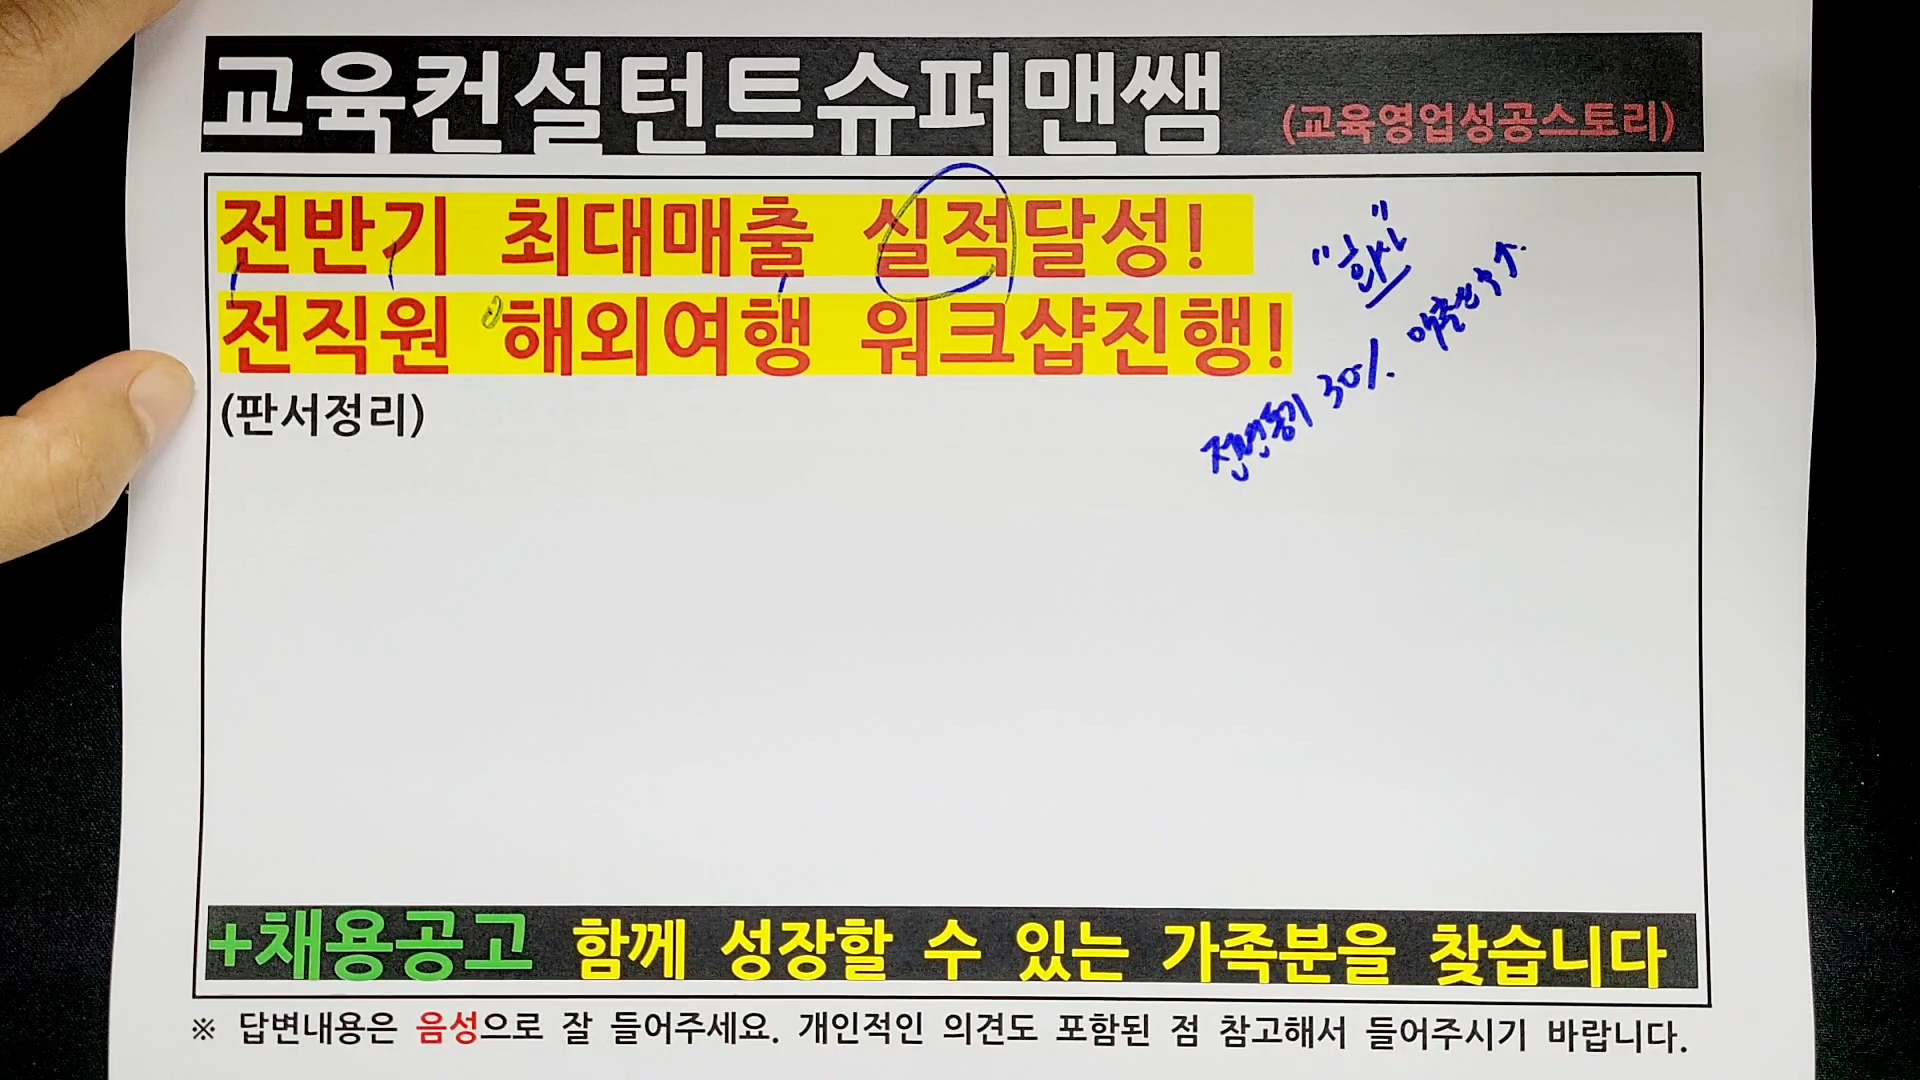 교육컨설턴트슈퍼맨쌤 (교육영업성공스토리)
전반기 최대매출 실적달성!
"회사"
전직원 해외여행 워크샵진행!
전년동기 30%
(판서정리)
+채용공고 함께 성장할 수 있는 가족분을 찾습니다
※ 답변내용은 음성으로 잘 들어주세요. 개인적인 의견도 포함된 점 참고해서 들어주시기 바랍니다.